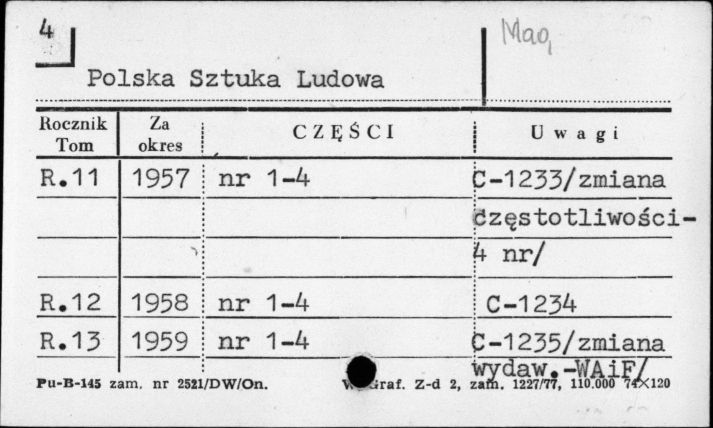 4
Mag,
Polska Sztuka Ludowa
Rocznik Tom | Za okres | CZĘŚCI | Uwagi
R.11 | 1957 | nr 1-4 | C-1233/zmiana
częstotliwości-
4 nr/
R.12 | 1958 | nr 1-4 | C-1234
R.13 | 1959 | nr 1-4 | C-1235/zmiana
wydaw.-WAiF/
Pu-B-145 zam. nr 2521/DW/On. Graf. Z-d 2, zam. 1227/77, 110.000 74×120